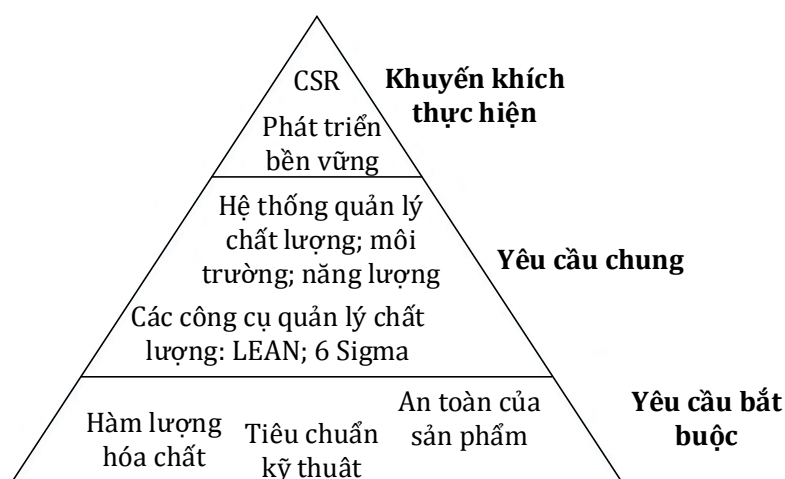 CSR
Khuyến khích
thực hiện
Phát triển
bền vững
Hệ thống quản lý
chất lượng; môi
trường; năng lượng
Yêu cầu chung
Các công cụ quản lý chất
lượng: LEAN; 6 Sigma
Hàm lượng
hóa chất
Tiêu chuẩn
kỹ thuât
An toàn của
sản phẩm
Yêu cầu bắt
buộc